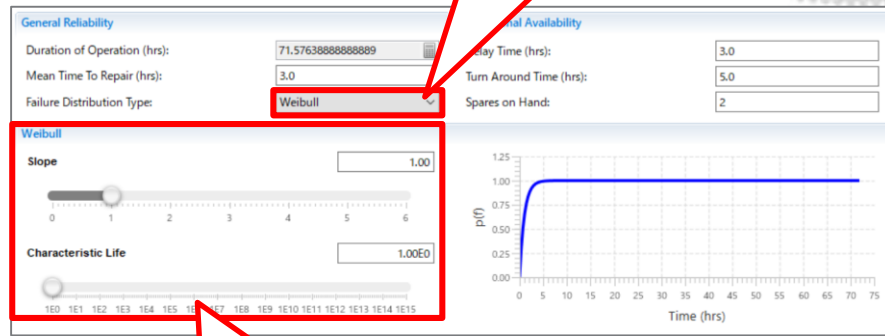 General Reliability
Duration of Operation (hrs):
71.57638888888889
Mean Time To Repair (hrs):
3.0
Failure Distribution Type:
Weibull
Availability
Time (hrs):
3.0
Turn Around Time (hrs):
5.0
Spares on Hand:
2
Weibull
Slope
1.00
0 1 2 3 4 5 6
Characteristic Life
1.00E0
1E0 1E1 1E2 1E3 1E4 1E5 1E7 1E8 1E9 1E10 1E11 1E12 1E13 1E14 1E15
p(f)
1.25
1.00
0.75
0.50
0.25
0.00
0 5 10 15 20 25 30 35 40 45 50 55 60 65 70 75
Time (hrs)